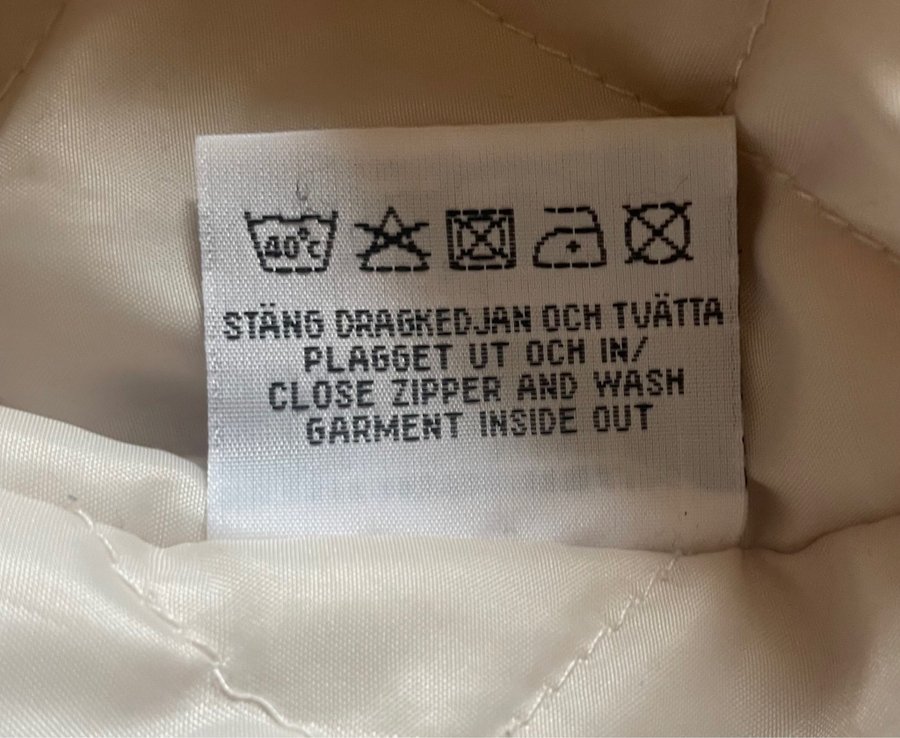 40°C
STÄNG DRAGKEDJAN OCH TVÄTTA
PLAGGET UT OCH IN/
CLOSE ZIPPER AND WASH
GARMENT INSIDE OUT